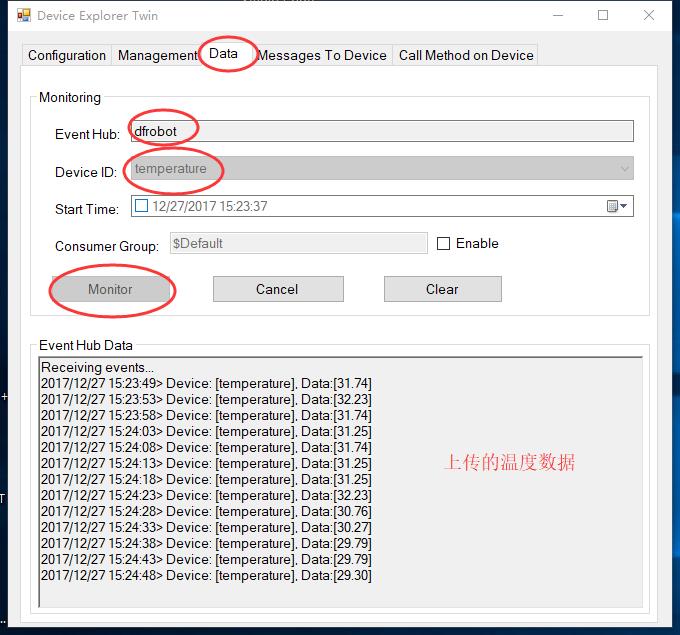 Device Explorer Twin
Configuration Management Data Messages To Device Call Method on Device
Monitoring
Event Hub: dfrobot
Device ID: temperature
Start Time: 12/27/2017 15:23:37
Consumer Group: $Default Enable
Monitor Cancel Clear
Event Hub Data
Receiving events...
2017/12/27 15:23:49> Device: [temperature], Data:[31.74]
2017/12/27 15:23:53> Device: [temperature], Data:[32.23]
2017/12/27 15:23:58> Device: [temperature], Data:[31.74]
2017/12/27 15:24:03> Device: [temperature], Data:[31.25]
2017/12/27 15:24:08> Device: [temperature], Data:[31.74]
2017/12/27 15:24:13> Device: [temperature], Data:[31.25]
2017/12/27 15:24:18> Device: [temperature], Data:[31.25]
2017/12/27 15:24:23> Device: [temperature], Data:[32.23]
2017/12/27 15:24:28> Device: [temperature], Data:[30.76]
2017/12/27 15:24:33> Device: [temperature], Data:[30.27]
2017/12/27 15:24:38> Device: [temperature], Data:[29.79]
2017/12/27 15:24:43> Device: [temperature], Data:[29.79]
2017/12/27 15:24:48> Device: [temperature], Data:[29.30]
上传的温度数据